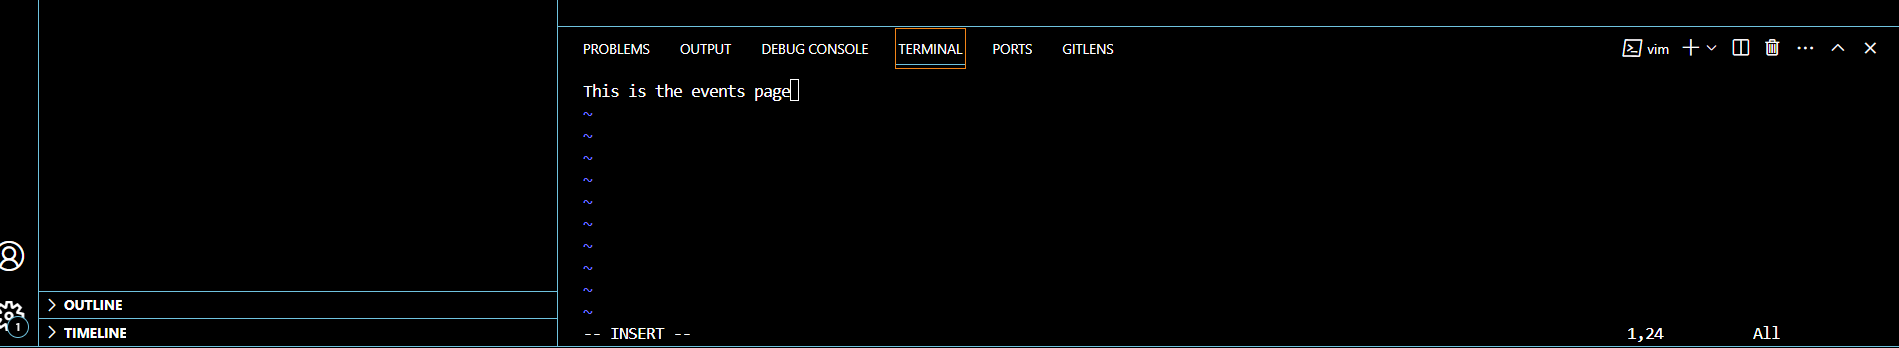 PROBLEMS OUTPUT DEBUG CONSOLE TERMINAL PORTS GITLENS vim
This is the events page
~
~
~
~
~
~
~
~
~
~
-- INSERT -- 1,24 All
OUTLINE
TIMELINE
1